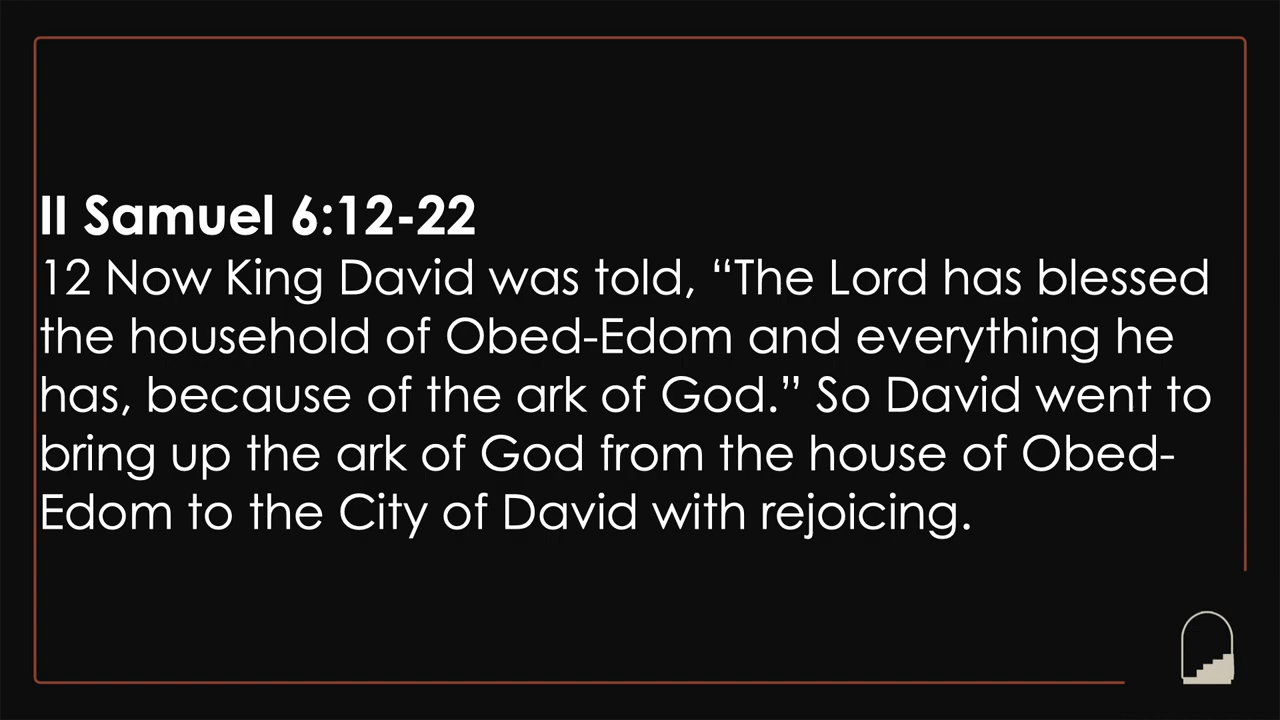 II Samuel 6:12-22
12 Now King David was told, “The Lord has blessed
the household of Obed-Edom and everything he
has, because of the ark of God.” So David went to
bring up the ark of God from the house of Obed-
Edom to the City of David with rejoicing.